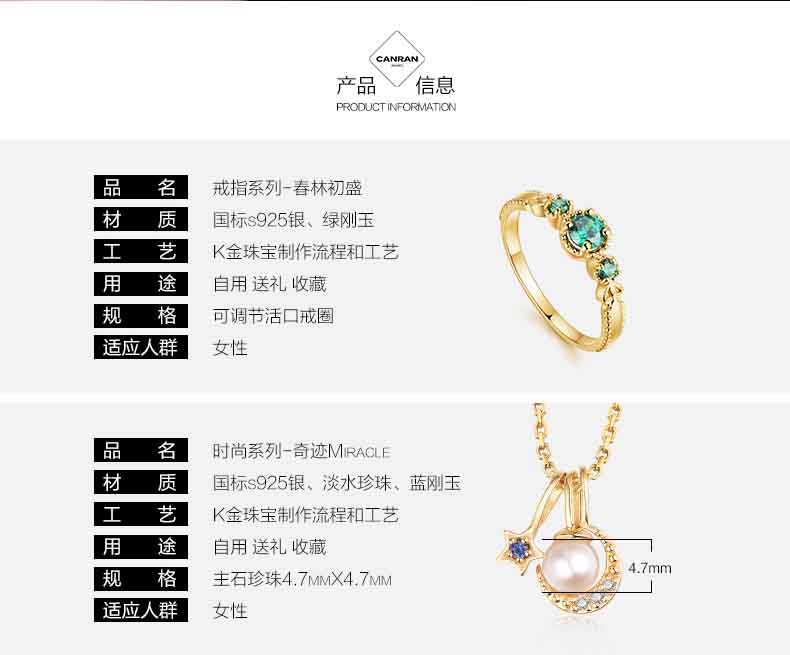 CANRAN
产品 信息
PRODUCT INFORMATION
品 名 戒指系列-春林初盛
材 质 国标S925银、绿刚玉
工 艺 K金珠宝制作流程和工艺
用 途 自用 送礼 收藏
规 格 可调节活口戒圈
适应人群 女性
品 名 时尚系列-奇迹MIRACLE
材 质 国标S925银、淡水珍珠、蓝刚玉
工 艺 K金珠宝制作流程和工艺
用 途 自用 送礼 收藏
规 格 主石珍珠4.7MMX4.7MM
适应人群 女性
4.7mm